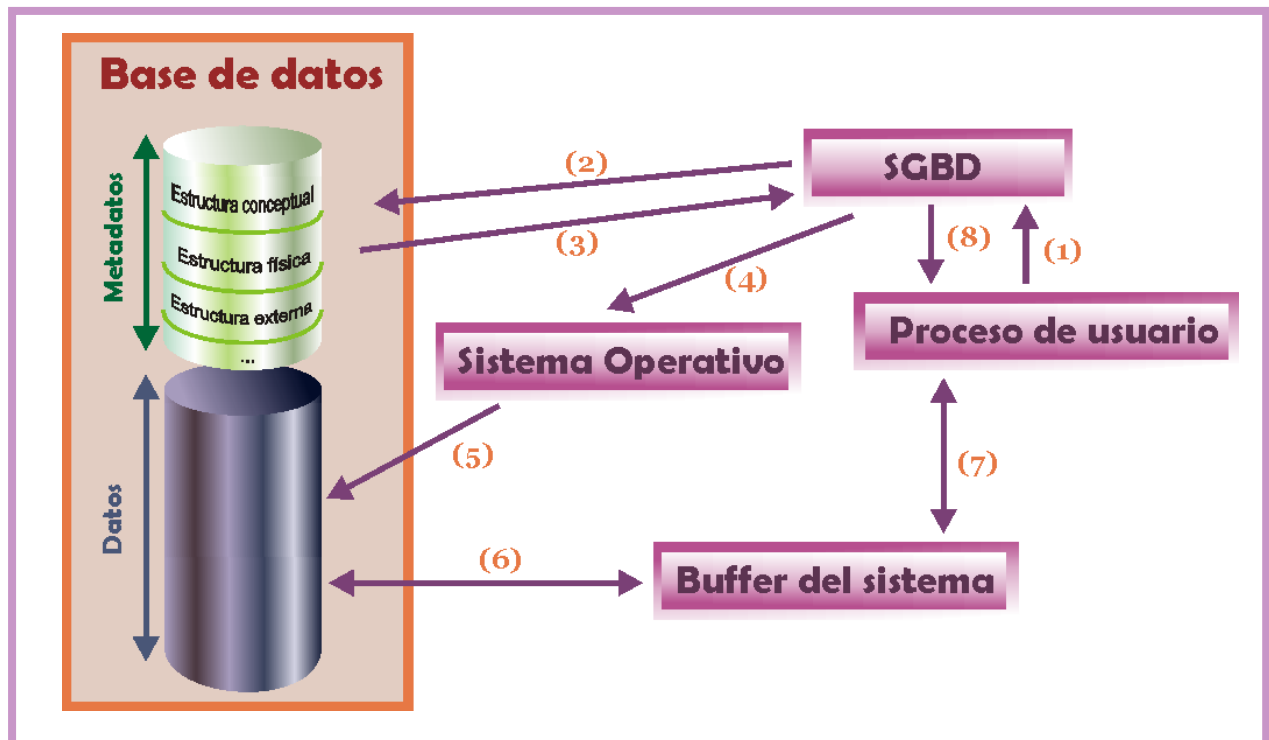 Base de datos
Metadatos
Estructura conceptual
Estructura física
Estructura externa
...
Datos
SGBD
(2)
(3)
(4)
(8)
(1)
Sistema Operativo
Proceso de usuario
(5)
(7)
(6)
Buffer del sistema